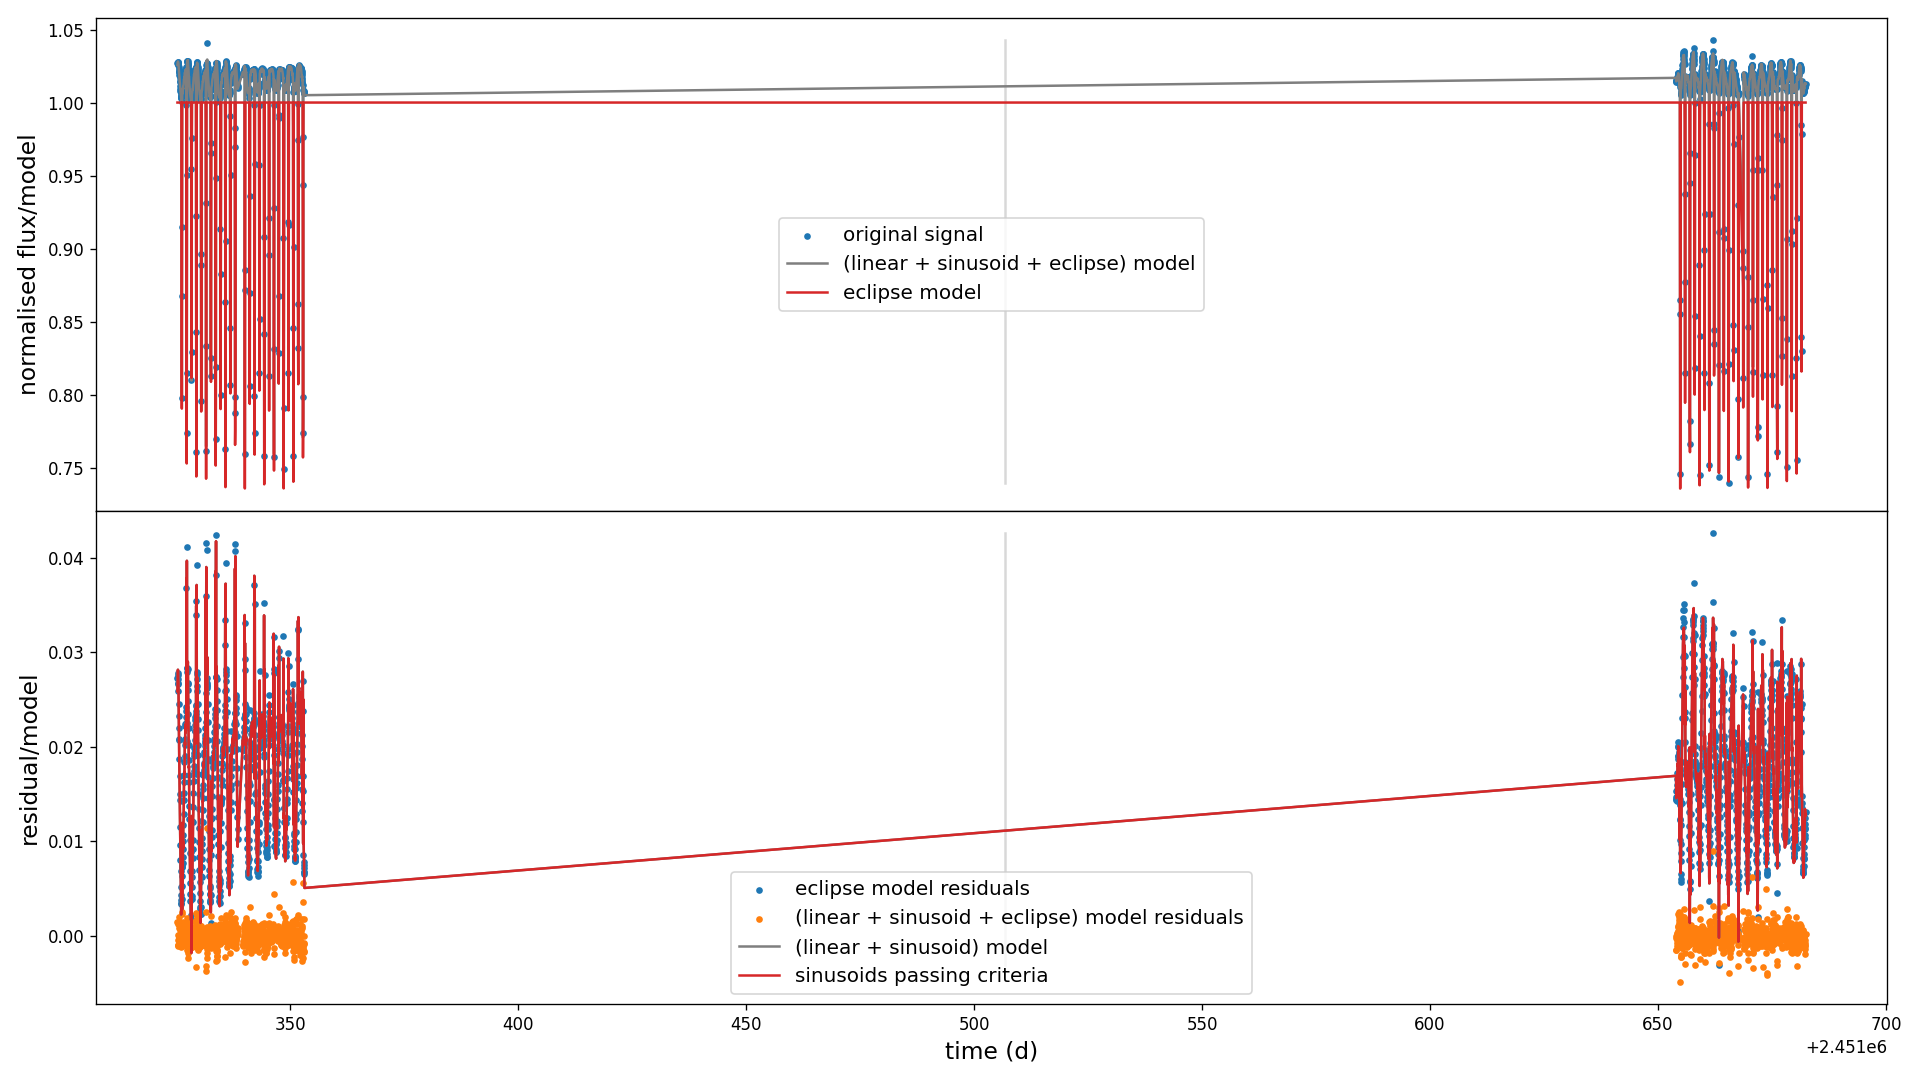 1.05
1.00
0.95
0.90
0.85
0.80
0.75
normalised flux/model
original signal
(linear + sinusoid + eclipse) model
eclipse model
0.04
0.03
0.02
0.01
0.00
residual/model
eclipse model residuals
(linear + sinusoid + eclipse) model residuals
(linear + sinusoid) model
sinusoids passing criteria
350
400
450
500
550
600
650
700
+2.451e6
time (d)